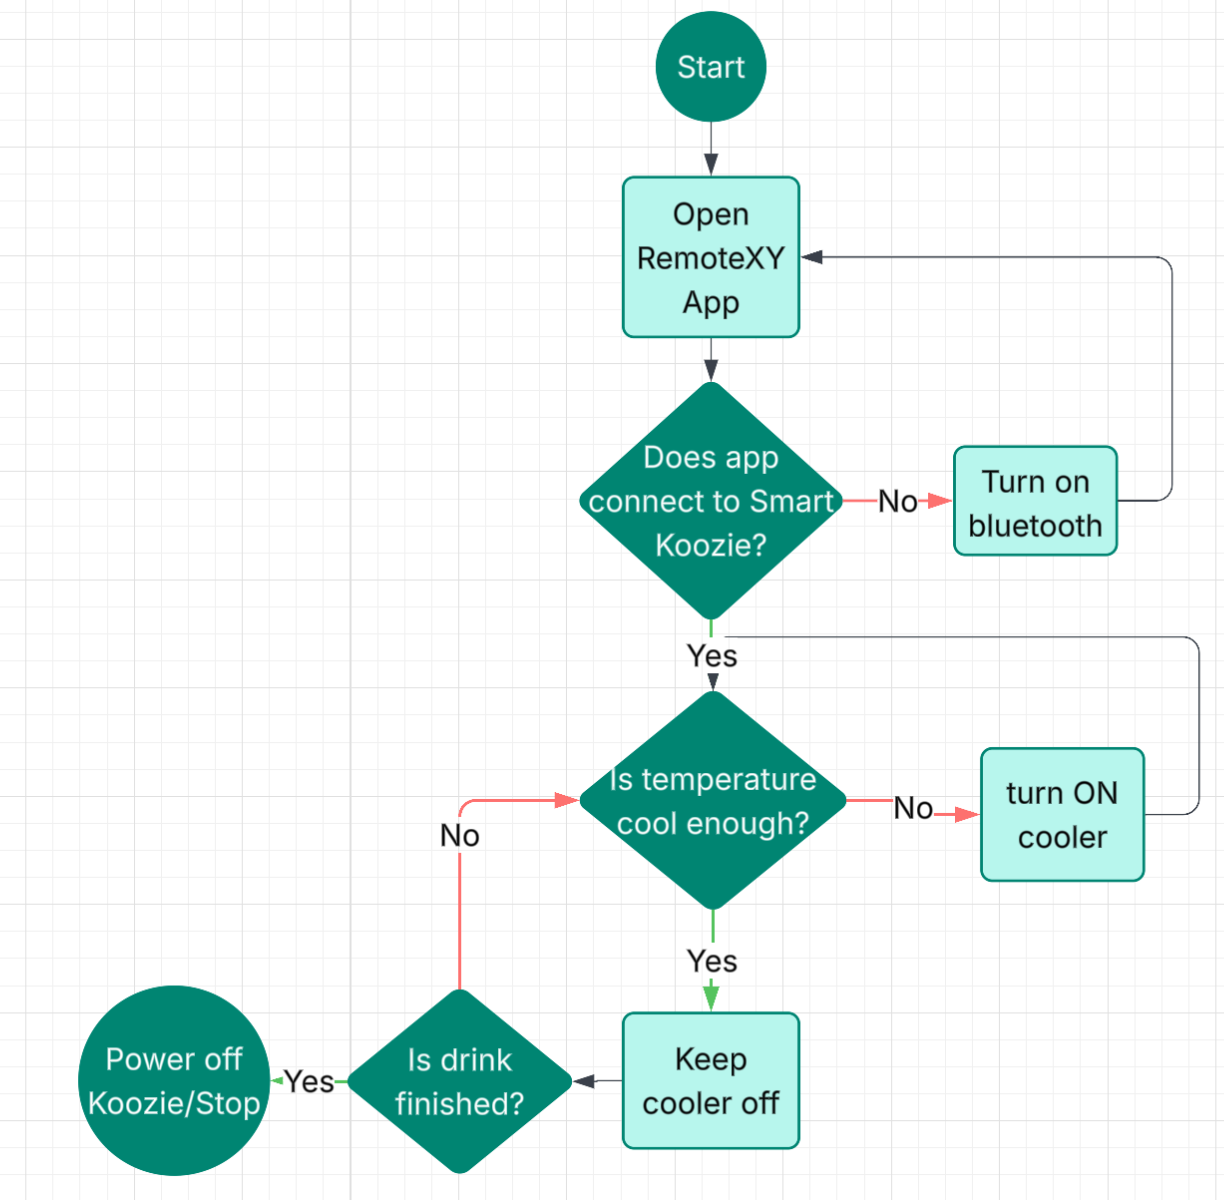 Start
Open
RemoteXY
App
Does app
connect to Smart
Koozie?
No
Turn on
bluetooth
Yes
Is temperature
cool enough?
No
turn ON
cooler
No
Yes
Keep
cooler off
Is drink
finished?
Yes
Power off
Koozie/Stop